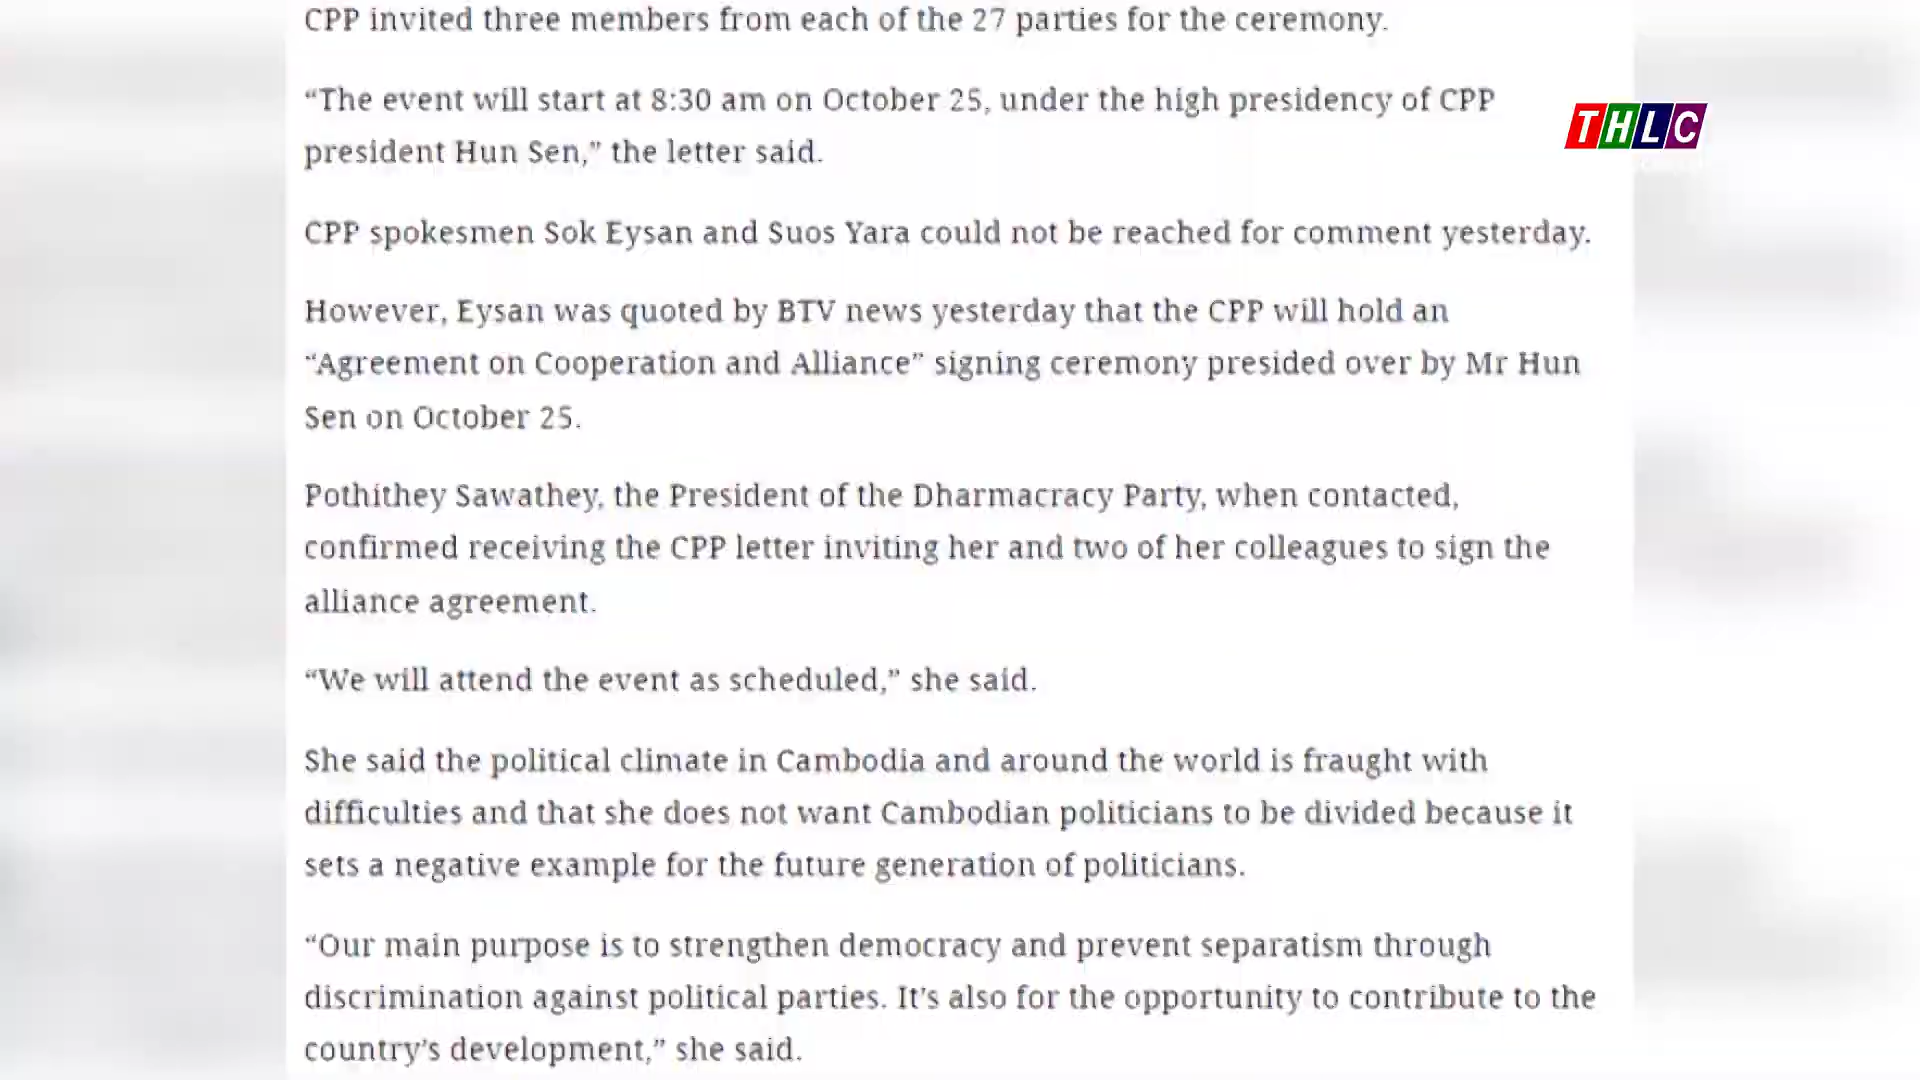 CPP invited three members from each of the 27 parties for the ceremony.
“The event will start at 8:30 am on October 25, under the high presidency of CPP
president Hun Sen,” the letter said.
THLC
CPP spokesmen Sok Eysan and Suos Yara could not be reached for comment yesterday.
However, Eysan was quoted by BTV news yesterday that the CPP will hold an
“Agreement on Cooperation and Alliance” signing ceremony presided over by Mr Hun
Sen on October 25.
Pothithey Sawathey, the President of the Dharmacracy Party, when contacted,
confirmed receiving the CPP letter inviting her and two of her colleagues to sign the
alliance agreement.
“We will attend the event as scheduled,” she said.
She said the political climate in Cambodia and around the world is fraught with
difficulties and that she does not want Cambodian politicians to be divided because it
sets a negative example for the future generation of politicians.
“Our main purpose is to strengthen democracy and prevent separatism through
discrimination against political parties. It’s also for the opportunity to contribute to the
country’s development,” she said.